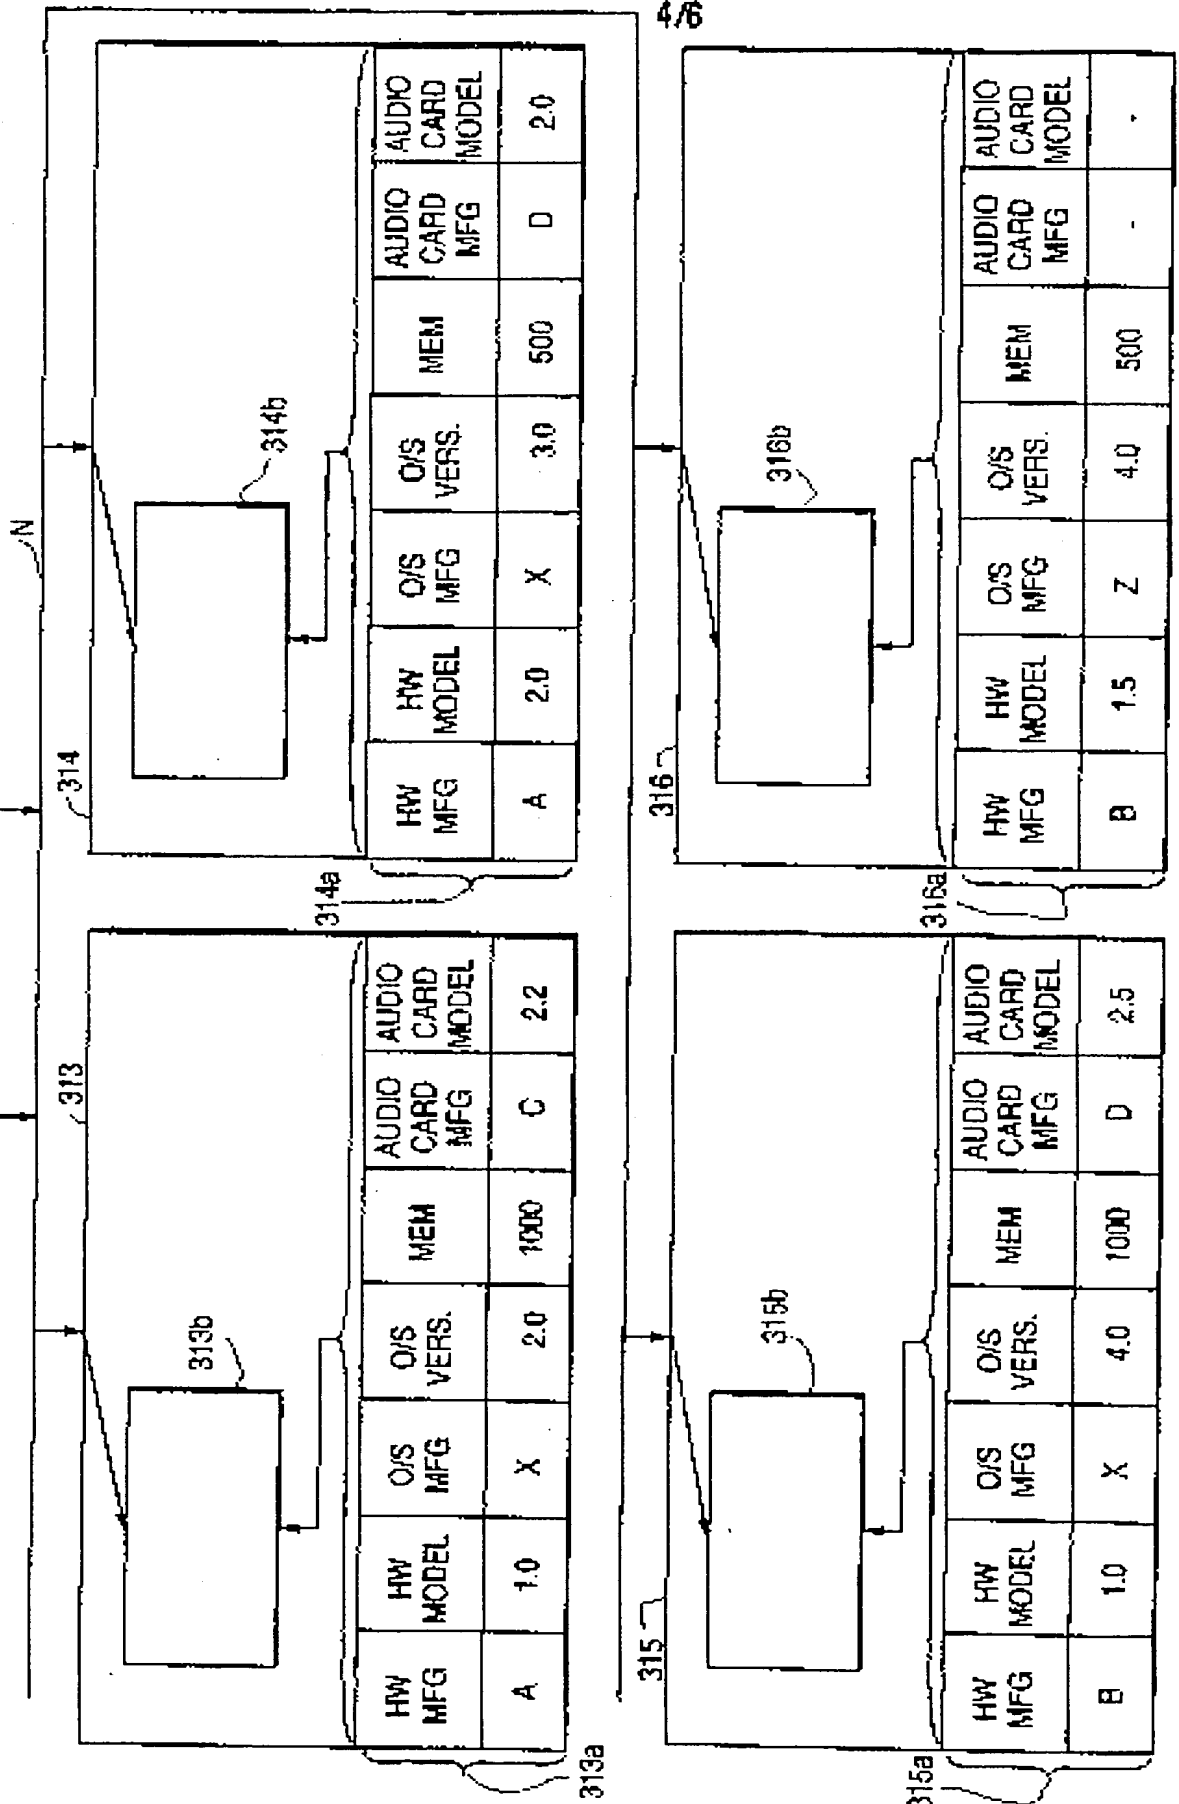 4/6
N
313
313b
HW MFG
HW MODEL
O/S MFG
O/S VERS.
MEM
AUDIO CARD MFG
AUDIO CARD MODEL
A
1.0
X
2.0
1000
C
2.2
313a
314
314b
HW MFG
HW MODEL
O/S MFG
O/S VERS.
MEM
AUDIO CARD MFG
AUDIO CARD MODEL
A
2.0
X
3.0
500
D
2.0
314a
315
315b
HW MFG
HW MODEL
O/S MFG
O/S VERS.
MEM
AUDIO CARD MFG
AUDIO CARD MODEL
B
1.0
X
4.0
1000
D
2.5
315a
316
316b
HW MFG
HW MODEL
O/S MFG
O/S VERS.
MEM
AUDIO CARD MFG
AUDIO CARD MODEL
B
1.5
Z
4.0
500
-
-
316a